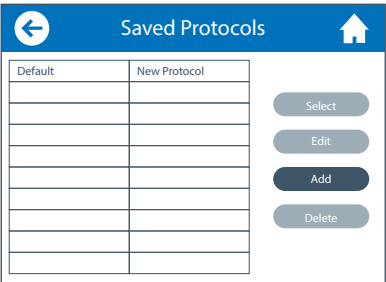 Saved Protocols
Default New Protocol
Select
Edit
Add
Delete